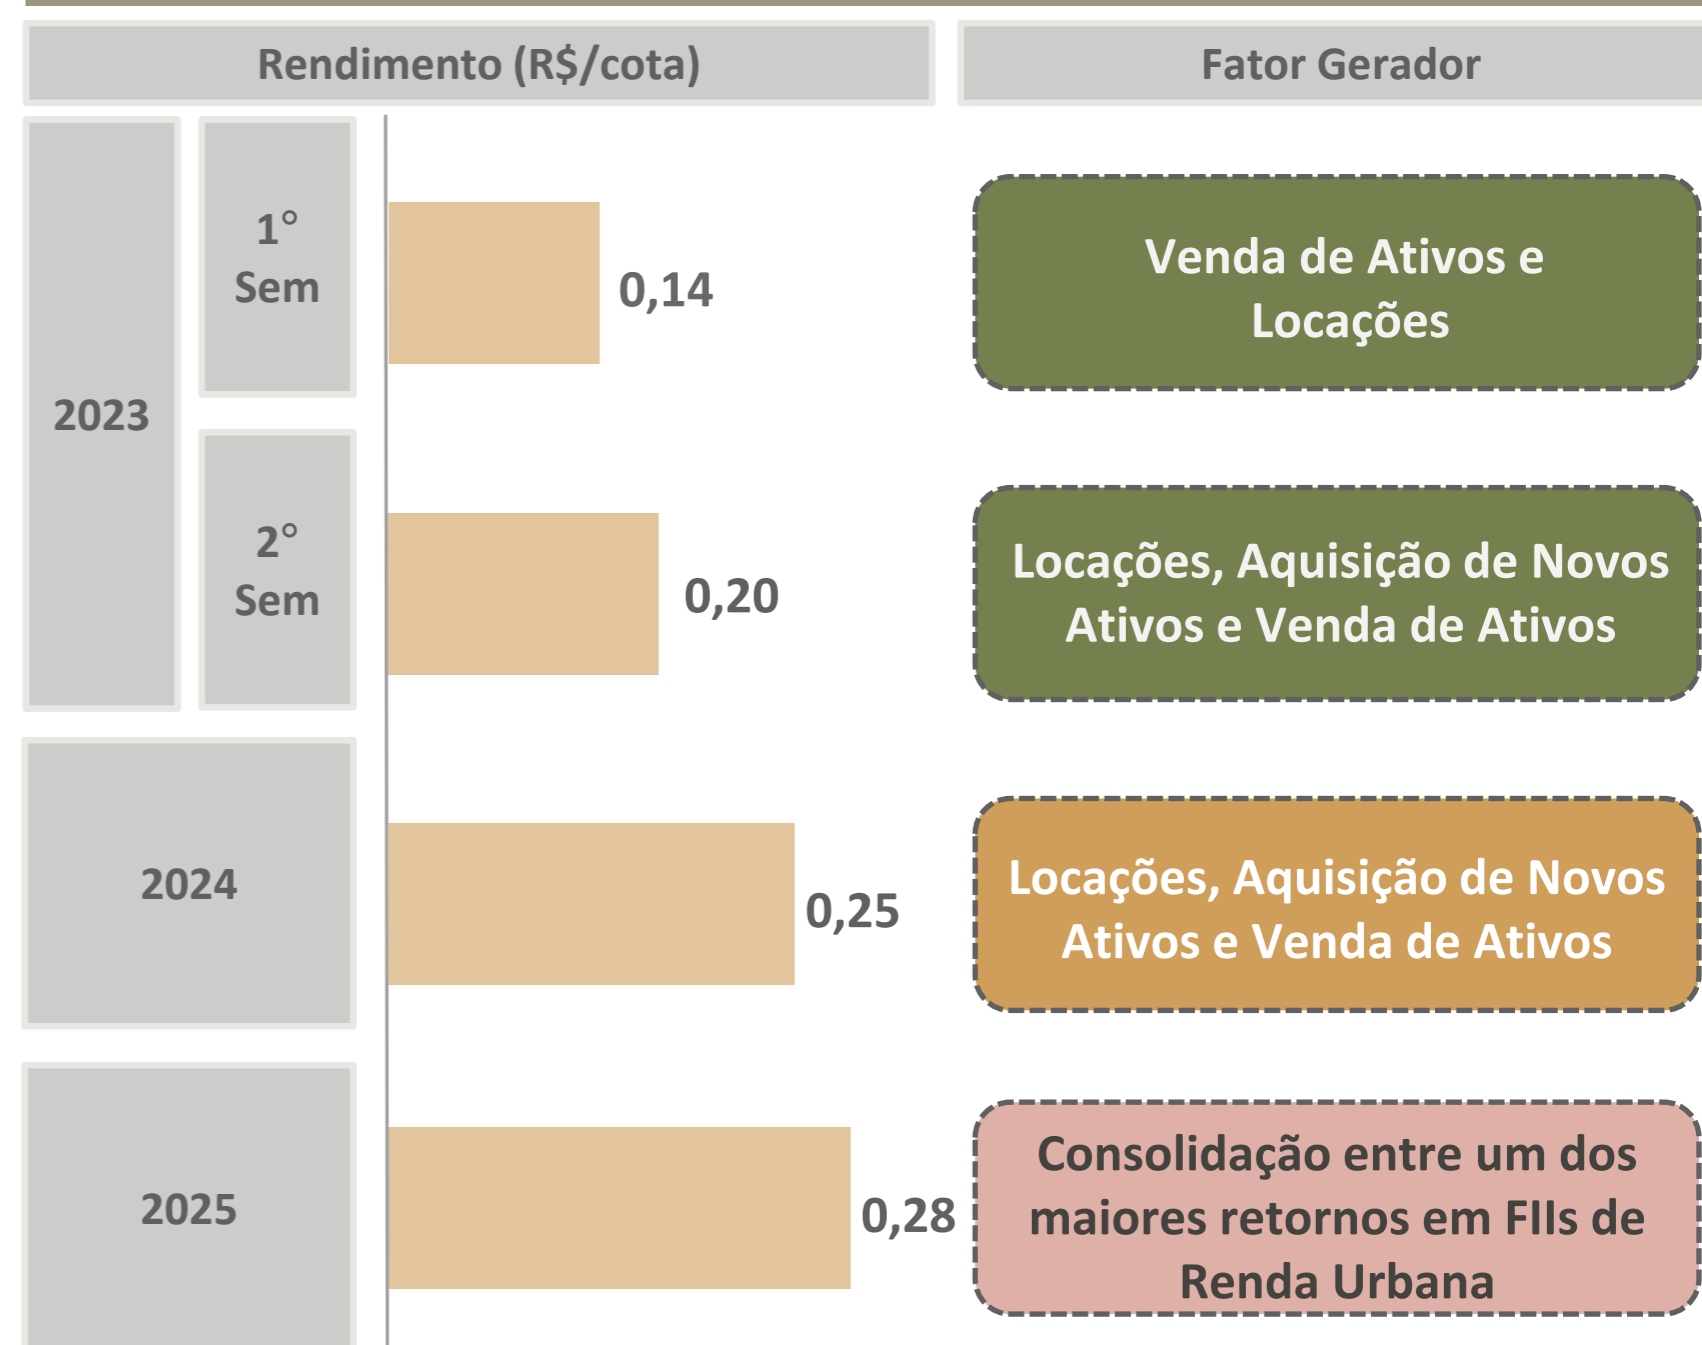 Rendimento (R$/cota)
Fator Gerador
2023
1°
Sem
0,14
Venda de Ativos e
Locações
2°
Sem
0,20
Locações, Aquisição de Novos
Ativos e Venda de Ativos
2024
0,25
Locações, Aquisição de Novos
Ativos e Venda de Ativos
2025
0,28
Consolidação entre um dos
maiores retornos em FIIs de
Renda Urbana